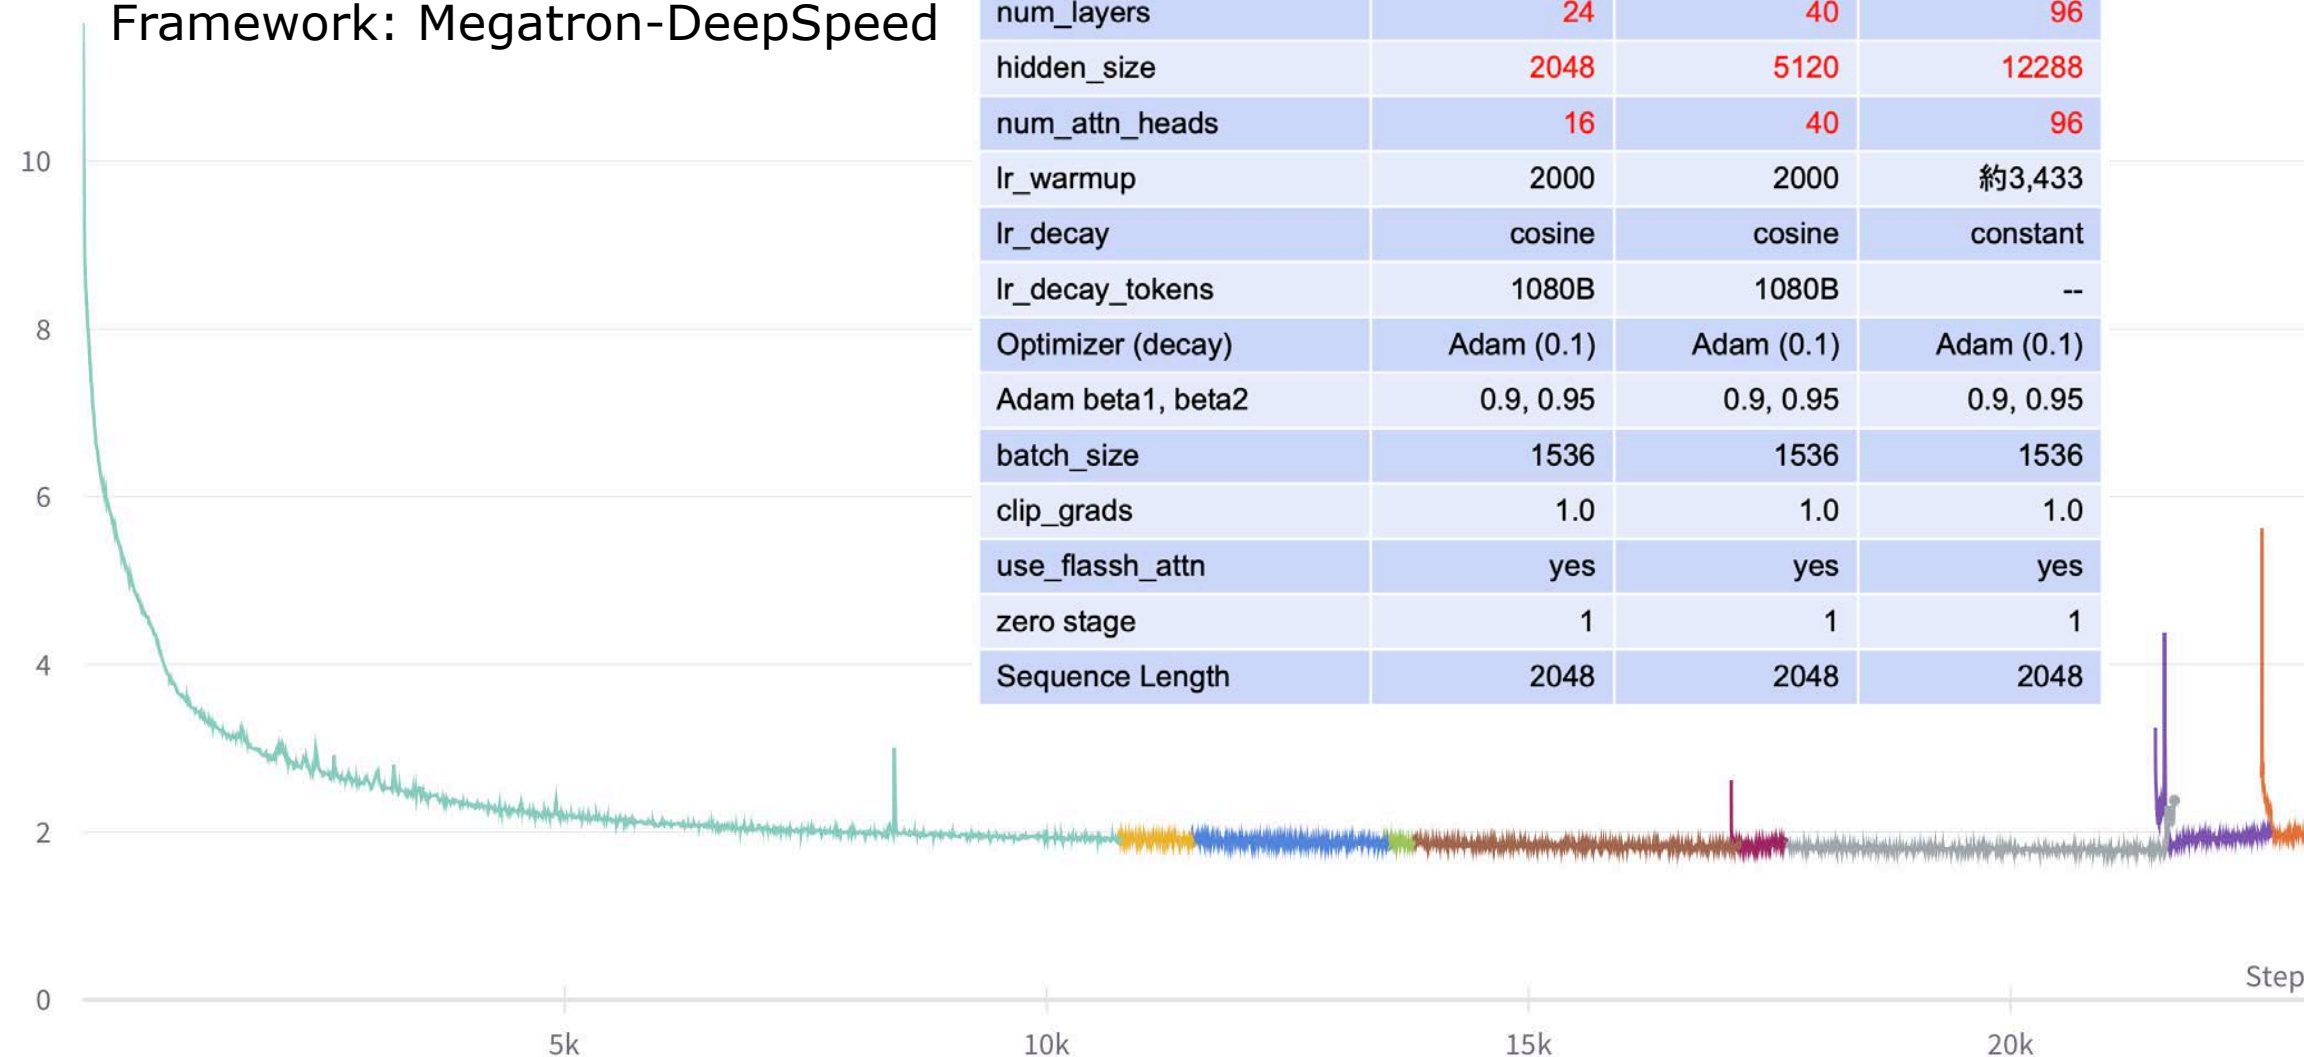 Framework: Megatron-DeepSpeed
num_layers 24 40 96
hidden_size 2048 5120 12288
num_attn_heads 16 40 96
lr_warmup 2000 2000 約3,433
lr_decay cosine cosine constant
lr_decay_tokens 1080B 1080B --
Optimizer (decay) Adam (0.1) Adam (0.1) Adam (0.1)
Adam beta1, beta2 0.9, 0.95 0.9, 0.95 0.9, 0.95
batch_size 1536 1536 1536
clip_grads 1.0 1.0 1.0
use_flassh_attn yes yes yes
zero stage 1 1 1
Sequence Length 2048 2048 2048
10
8
6
4
2
0
Step
5k 10k 15k 20k